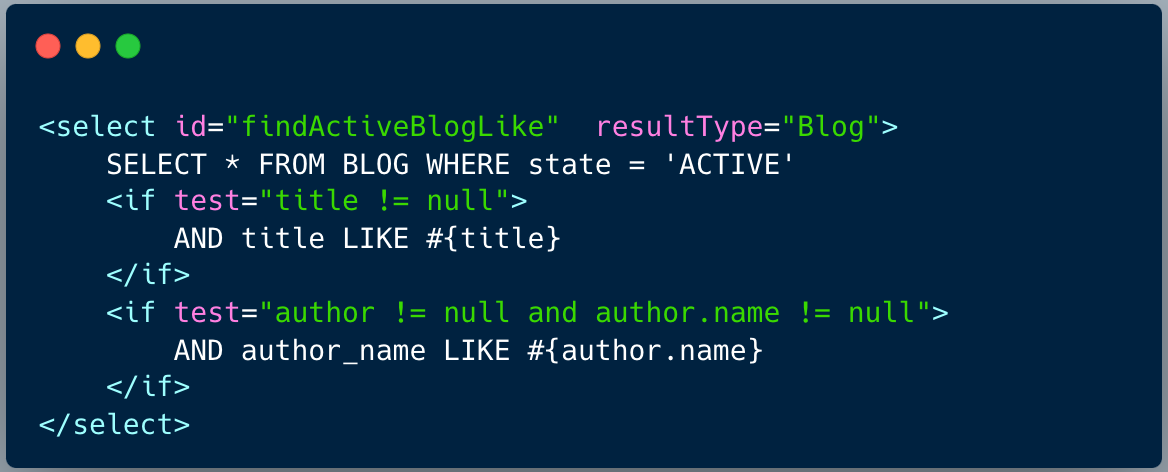 <select id="findActiveBlogLike"  resultType="Blog">
    SELECT * FROM BLOG WHERE state = 'ACTIVE'
    <if test="title != null">
        AND title LIKE #{title}
    </if>
    <if test="author != null and author.name != null">
        AND author_name LIKE #{author.name}
    </if>
</select>